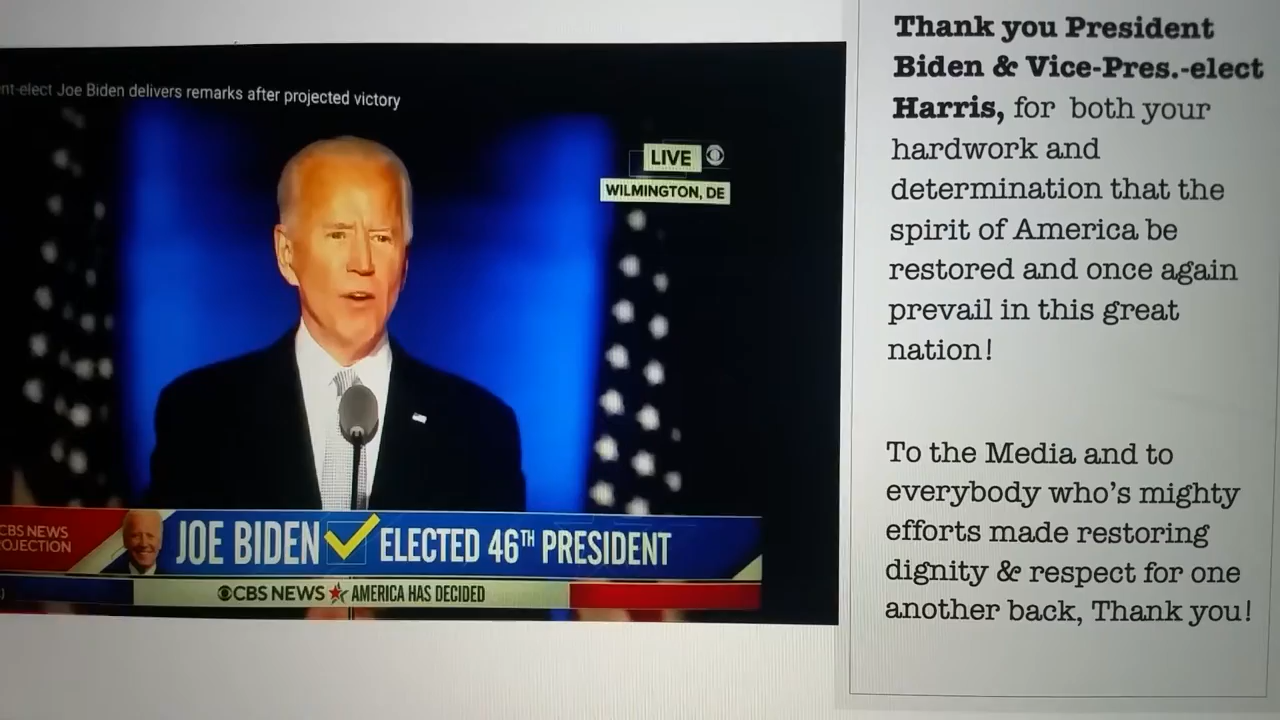 nt-elect Joe Biden delivers remarks after projected victory
LIVE
WILMINGTON, DE
CBS NEWS
OJECTION
JOE BIDEN ELECTED 46TH PRESIDENT
CBS NEWS AMERICA HAS DECIDED
Thank you President
Biden & Vice-Pres.-elect
Harris, for both your
hardwork and
determination that the
spirit of America be
restored and once again
prevail in this great
nation!
To the Media and to
everybody who's mighty
efforts made restoring
dignity & respect for one
another back, Thank you!